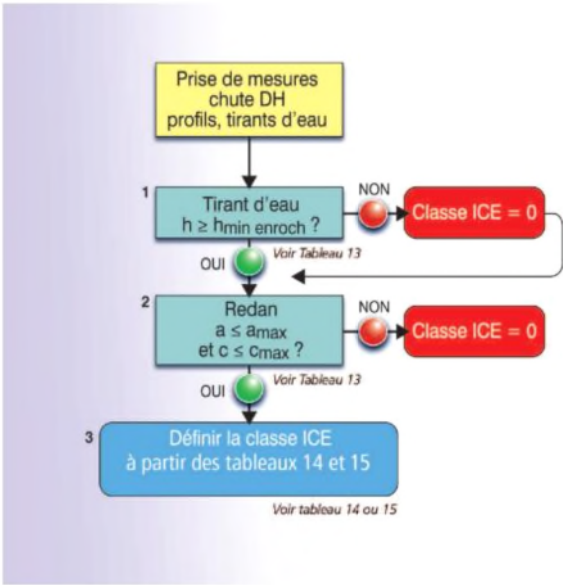 Prise de mesures
chute DH
profils, tirants d'eau
1
Tirant d'eau
h ≥ hmin enroch ?
NON
Classe ICE = 0
Voir Tableau 13
OUI
2
Redan
a ≤ amax
et c ≤ cmax ?
NON
Classe ICE = 0
Voir Tableau 13
OUI
3
Définir la classe ICE
à partir des tableaux 14 et 15
Voir tableau 14 ou 15